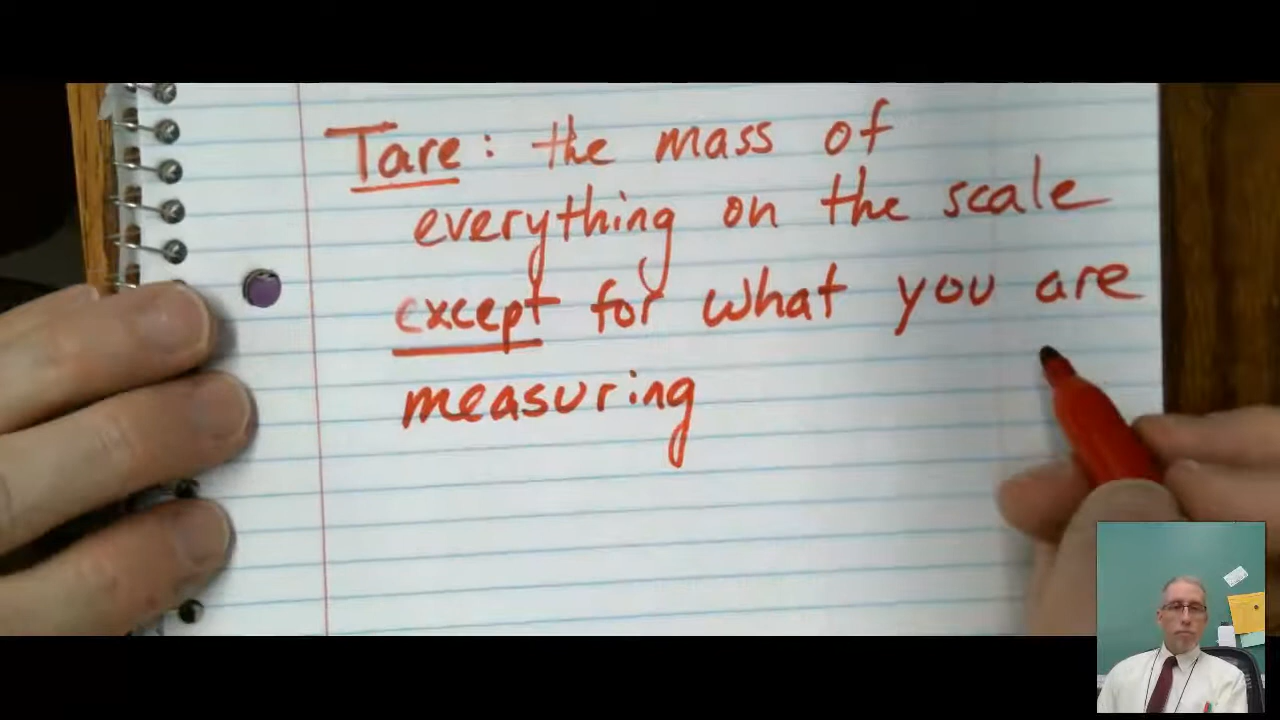 Tare: the mass of
everything on the scale
except for what you are
measuring